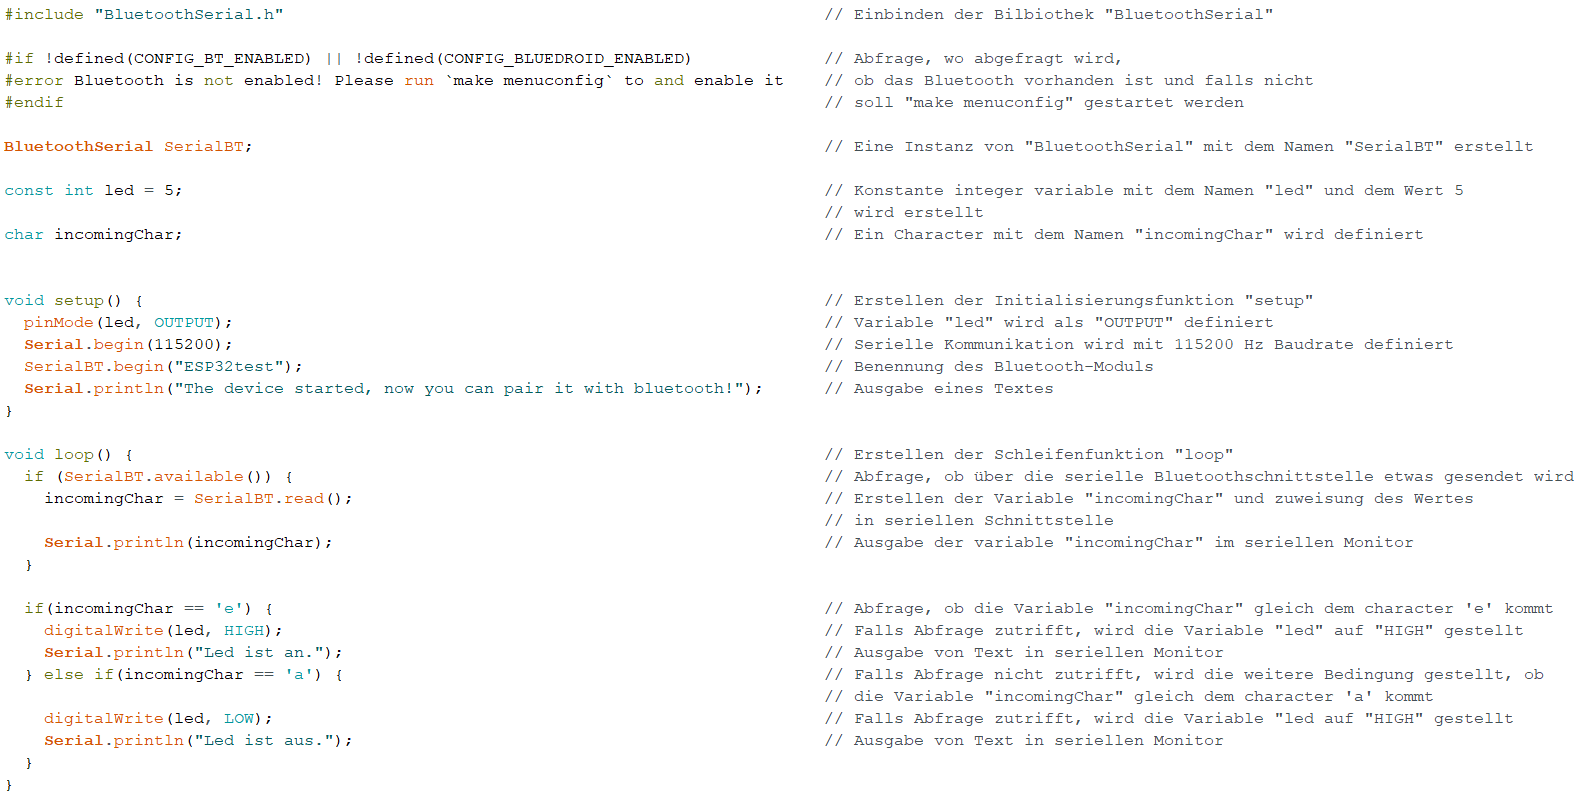 #include "BluetoothSerial.h" // Einbinden der Bilbiothek "BluetoothSerial"
#if !defined(CONFIG_BT_ENABLED) || !defined(CONFIG_BLUEDROID_ENABLED) // Abfrage, wo abgefragt wird,
#error Bluetooth is not enabled! Please run `make menuconfig` to and enable it // ob das Bluetooth vorhanden ist und falls nicht
#endif // soll "make menuconfig" gestartet werden
BluetoothSerial SerialBT; // Eine Instanz von "BluetoothSerial" mit dem Namen "SerialBT" erstellt
const int led = 5; // Konstante integer variable mit dem Namen "led" und dem Wert 5
// wird erstellt
char incomingChar; // Ein Character mit dem Namen "incomingChar" wird definiert
void setup() { // Erstellen der Initialisierungsfunktion "setup"
pinMode(led, OUTPUT); // Variable "led" wird als "OUTPUT" definiert
Serial.begin(115200); // Serielle Kommunikation wird mit 115200 Hz Baudrate definiert
SerialBT.begin("ESP32test"); // Benennung des Bluetooth-Moduls
Serial.println("The device started, now you can pair it with bluetooth!"); // Ausgabe eines Textes
}
void loop() { // Erstellen der Schleifenfunktion "loop"
if (SerialBT.available()) { // Abfrage, ob über die serielle Bluetoothschnittstelle etwas gesendet wird
incomingChar = SerialBT.read(); // Erstellen der Variable "incomingChar" und zuweisung des Wertes
// in seriellen Schnittstelle
Serial.println(incomingChar); // Ausgabe der variable "incomingChar" im seriellen Monitor
}
if(incomingChar == 'e') { // Abfrage, ob die Variable "incomingChar" gleich dem character 'e' kommt
digitalWrite(led, HIGH); // Falls Abfrage zutrifft, wird die Variable "led" auf "HIGH" gestellt
Serial.println("Led ist an."); // Ausgabe von Text in seriellen Monitor
} else if(incomingChar == 'a') { // Falls Abfrage nicht zutrifft, wird die weitere Bedingung gestellt, ob
// die Variable "incomingChar" gleich dem character 'a' kommt
digitalWrite(led, LOW); // Falls Abfrage zutrifft, wird die Variable "led auf "HIGH" gestellt
Serial.println("Led ist aus."); // Ausgabe von Text in seriellen Monitor
}
}